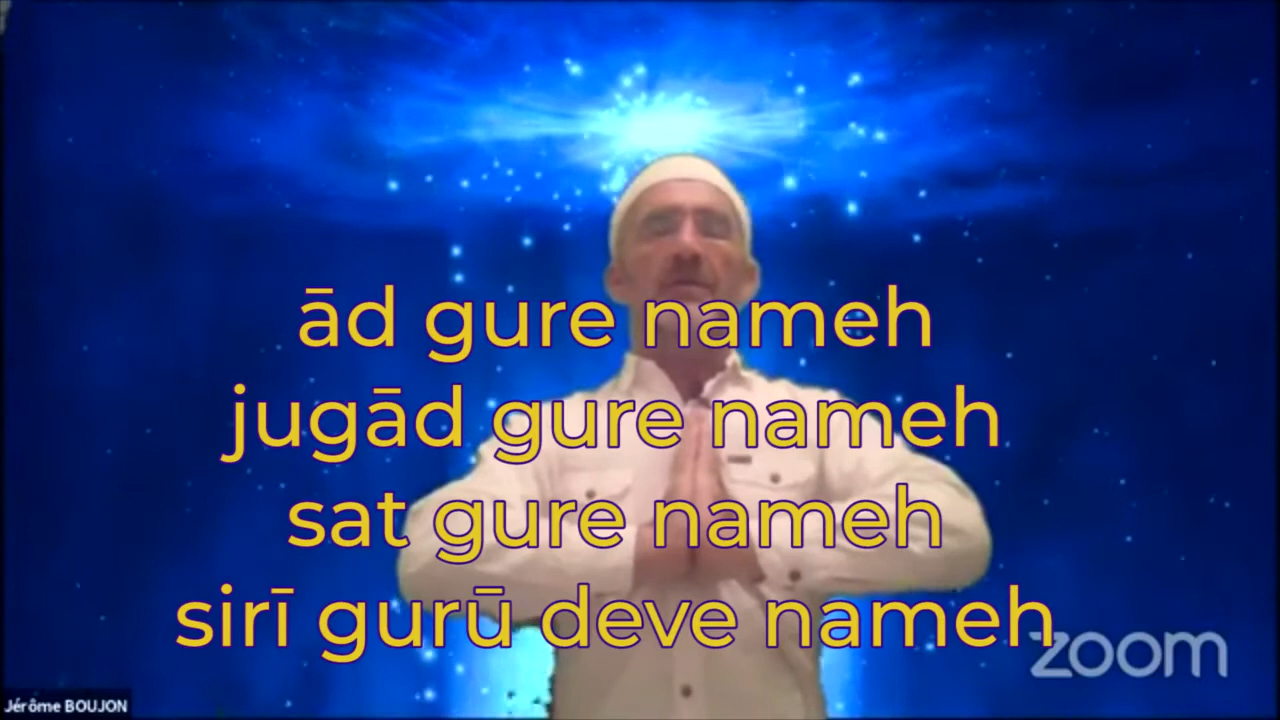 ād gure nameh
jugād gure nameh
sat gure nameh
sirī gurū deve nameh
zoom
Jérôme BOUJON